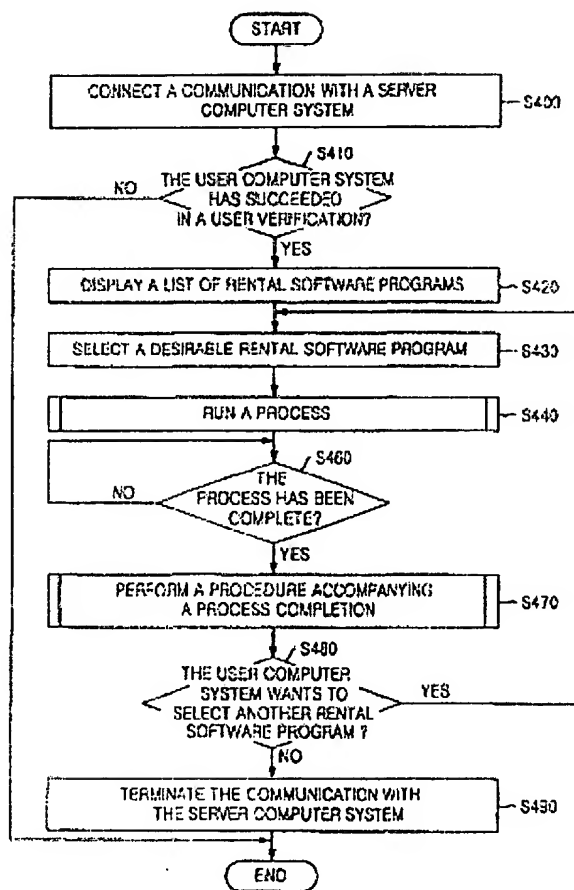 START
CONNECT A COMMUNICATION WITH A SERVER
COMPUTER SYSTEM
S400
S410
NO
THE USER COMPUTER SYSTEM
HAS SUCCEEDED
IN A USER VERIFICATION?
YES
DISPLAY A LIST OF RENTAL SOFTWARE PROGRAMS
S420
SELECT A DESIRABLE RENTAL SOFTWARE PROGRAM
S430
RUN A PROCESS
S440
S460
NO
THE
PROCESS HAS BEEN
COMPLETE?
YES
PERFORM A PROCEDURE ACCOMPANYING
A PROCESS COMPLETION
S470
S480
THE USER COMPUTER
SYSTEM WANTS TO
SELECT ANOTHER RENTAL
SOFTWARE PROGRAM ?
YES
NO
TERMINATE THE COMMUNICATION WITH
THE SERVER COMPUTER SYSTEM
S490
END